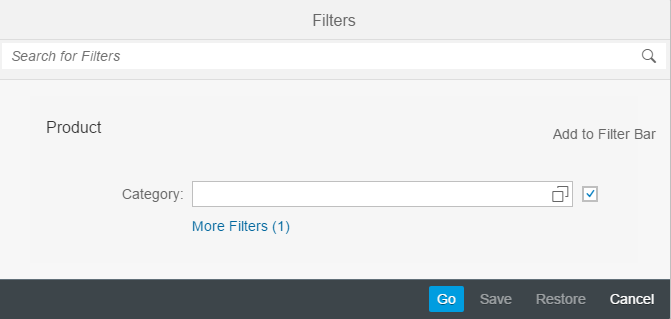 Filters
Search for Filters
Product
Add to Filter Bar
Category:
More Filters (1)
Go Save Restore Cancel